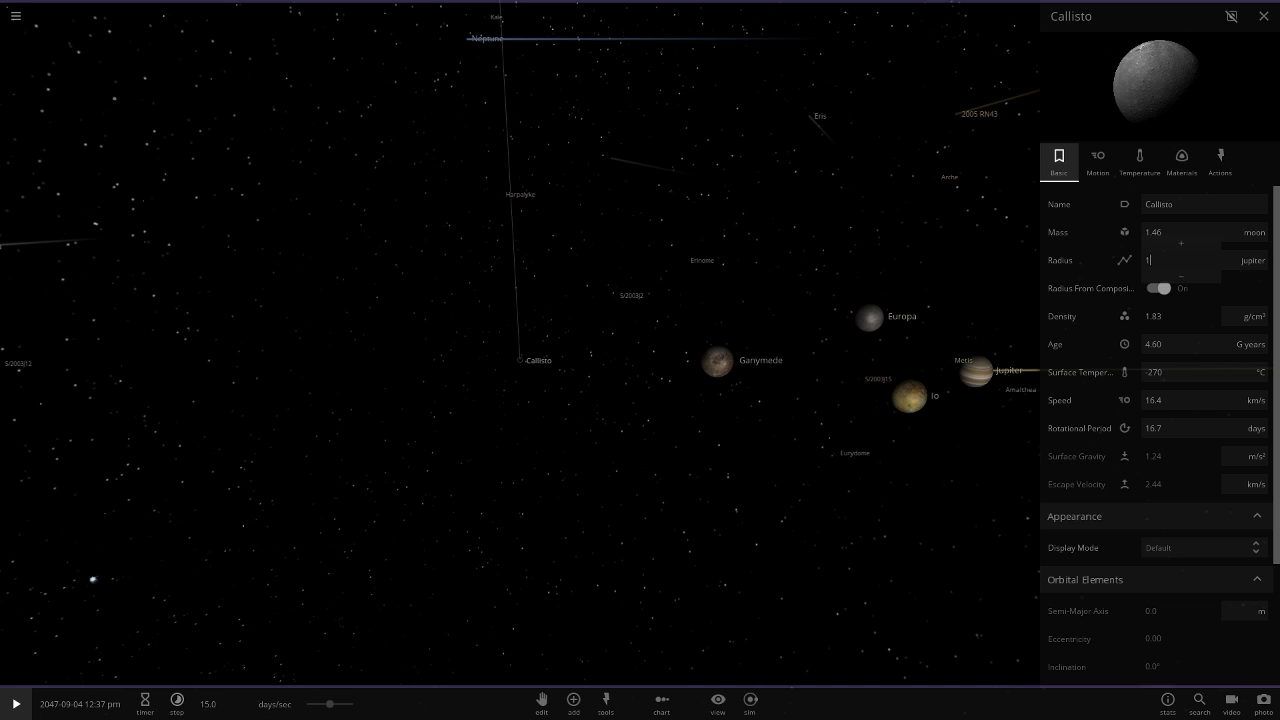 Callisto
Kale
Neptune
Eris
2005 RN43
Arche
Harpalyke
Erinome
S/2003J2
Europa
S/2003J12
Callisto
Ganymede
Metis
Jupiter
S/2003J15
Amalthea
Io
Eurydome
Basic
Motion
Temperature
Materials
Actions
Name Callisto
Mass 1.46 moon
+
Radius 1 jupiter
−
Radius From Composi... On
Density 1.83 g/cm³
Age 4.60 G years
Surface Temper... -270 °C
Speed 16.4 km/s
Rotational Period 16.7 days
Surface Gravity 1.24 m/s²
Escape Velocity 2.44 km/s
Appearance
Display Mode Default
Orbital Elements
Semi-Major Axis 0.0 m
Eccentricity 0.00
Inclination 0.0°
2047-09-04 12:37 pm
timer
step
15.0 days/sec
edit
add
tools
chart
view
sim
stats
search
video
photo